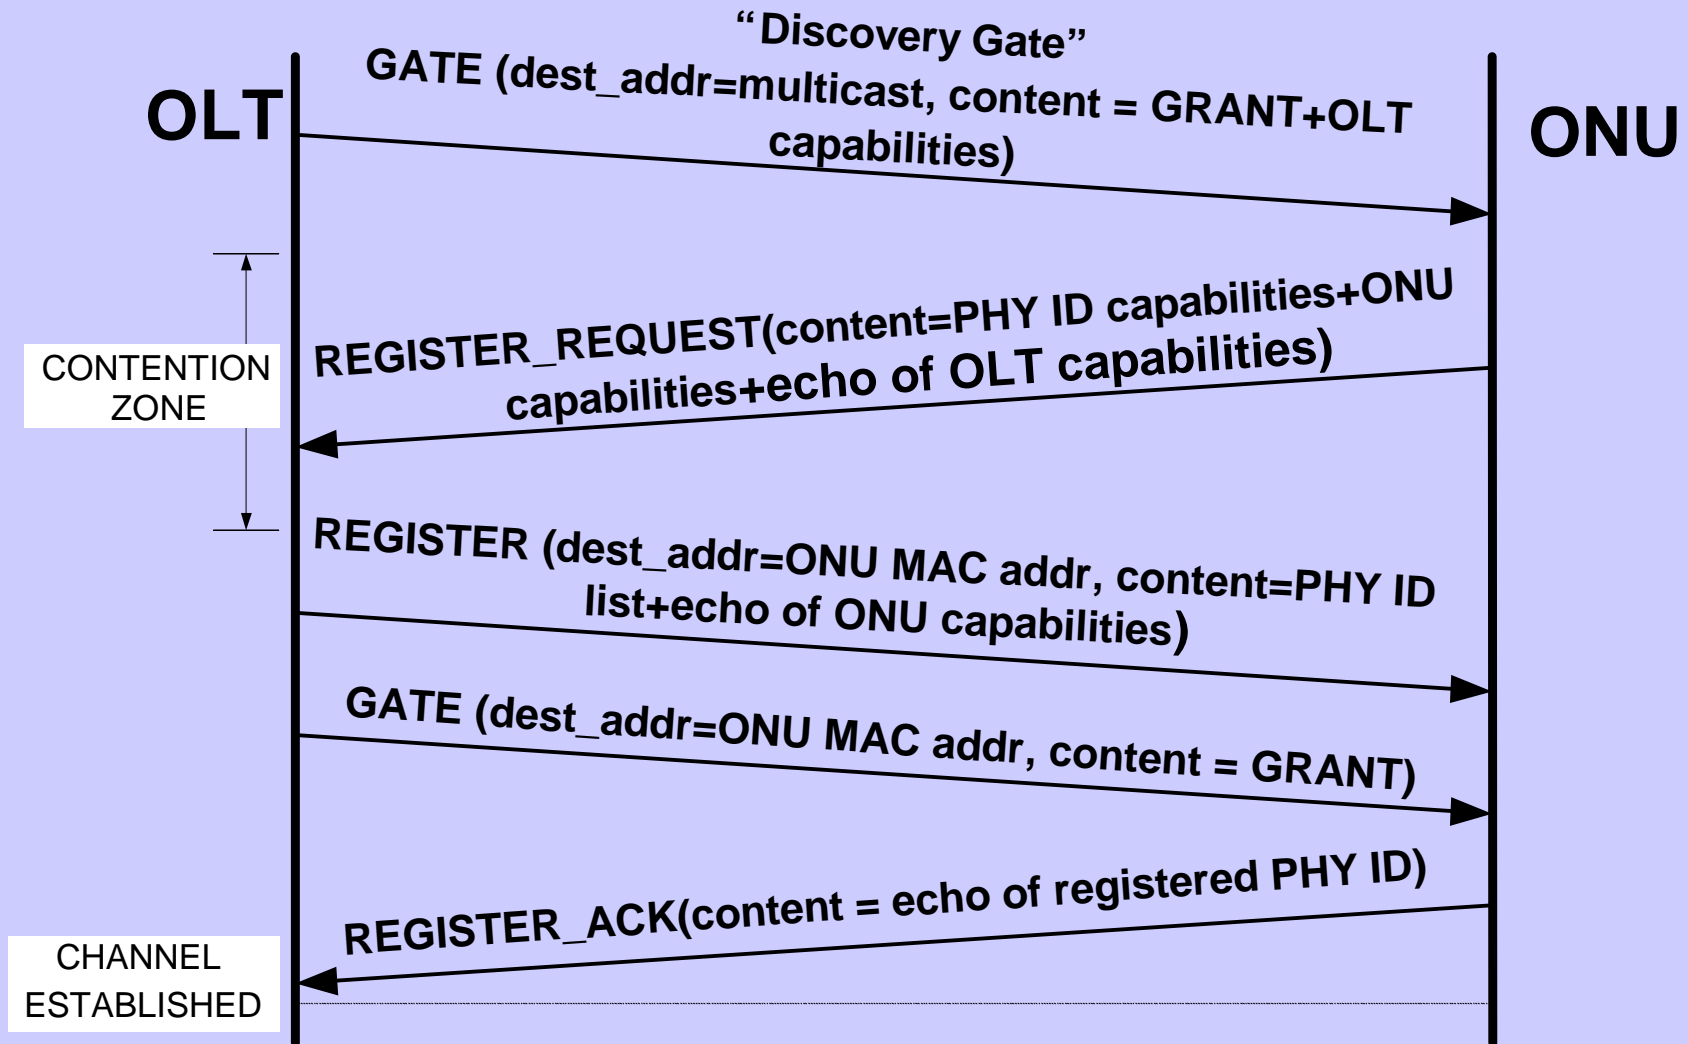 “Discovery Gate”
GATE (dest_addr=multicast, content = GRANT+OLT
capabilities)
OLT
ONU
REGISTER_REQUEST(content=PHY ID capabilities+ONU
capabilities+echo of OLT capabilities)
CONTENTION
ZONE
REGISTER (dest_addr=ONU MAC addr, content=PHY ID
list+echo of ONU capabilities)
GATE (dest_addr=ONU MAC addr, content = GRANT)
REGISTER_ACK(content = echo of registered PHY ID)
CHANNEL
ESTABLISHED